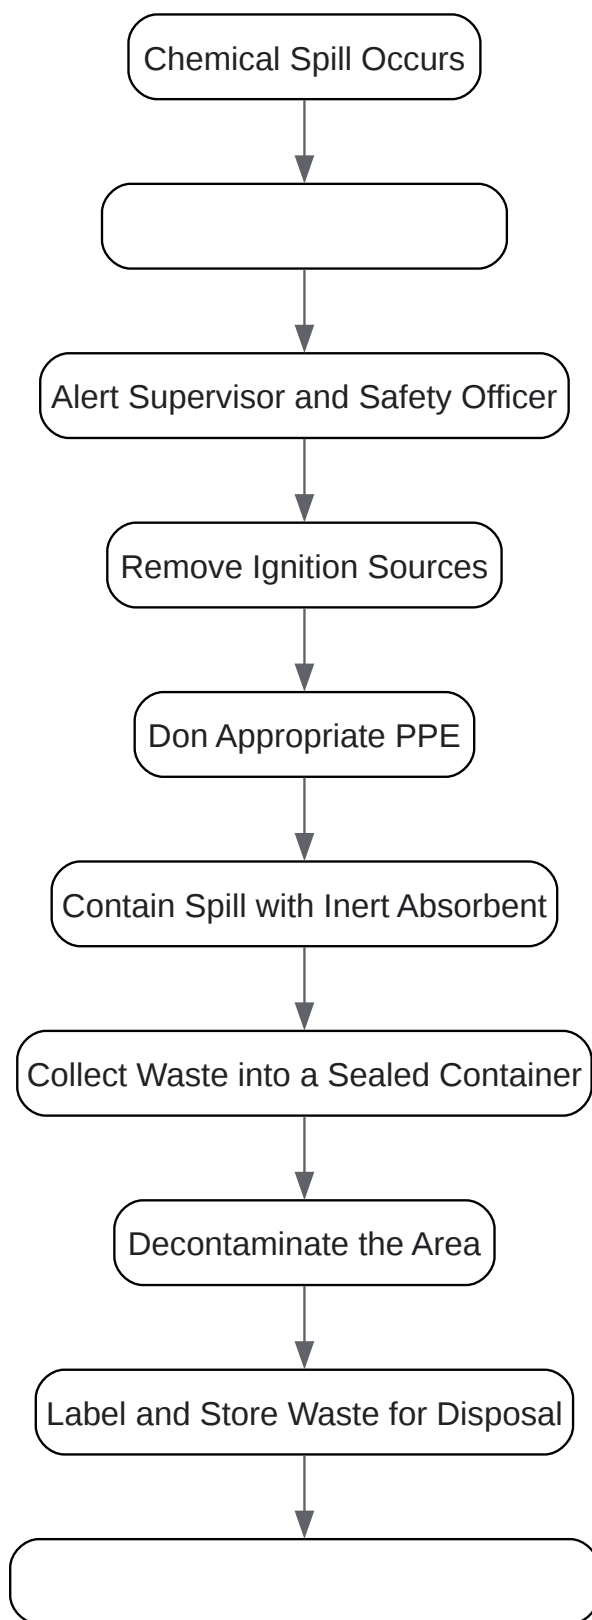 Chemical Spill Occurs
Alert Supervisor and Safety Officer
Remove Ignition Sources
Don Appropriate PPE
Contain Spill with Inert Absorbent
Collect Waste into a Sealed Container
Decontaminate the Area
Label and Store Waste for Disposal